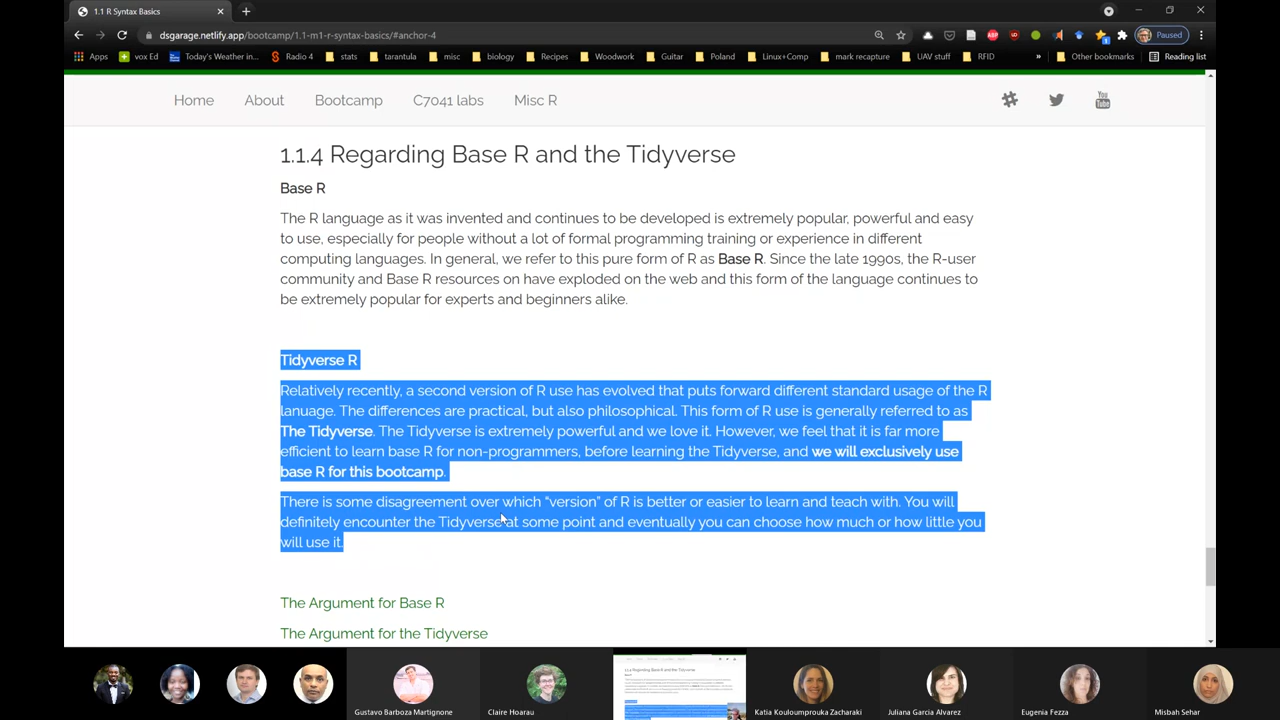 1.1 R Syntax Basics
dsgarage.netlify.app/bootcamp/1.1-m1-r-syntax-basics/#anchor-4
Paused
Apps vox Ed Today's Weather in... Radio 4 stats tarantula misc biology Recipes Woodwork Guitar Poland Linux+Comp mark recapture UAV stuff RFID » Other bookmarks Reading list
Home About Bootcamp C7041 labs Misc R
You Tube
1.1.4 Regarding Base R and the Tidyverse
Base R
The R language as it was invented and continues to be developed is extremely popular, powerful and easy
to use, especially for people without a lot of formal programming training or experience in different
computing languages. In general, we refer to this pure form of R as Base R. Since the late 1990s, the R-user
community and Base R resources on have exploded on the web and this form of the language continues to
be extremely popular for experts and beginners alike.
Tidyverse R
Relatively recently, a second version of R use has evolved that puts forward different standard usage of the R
lanuage. The differences are practical, but also philosophical. This form of R use is generally referred to as
The Tidyverse. The Tidyverse is extremely powerful and we love it. However, we feel that it is far more
efficient to learn base R for non-programmers, before learning the Tidyverse, and we will exclusively use
base R for this bootcamp.
There is some disagreement over which “version” of R is better or easier to learn and teach with. You will
definitely encounter the Tidyverse at some point and eventually you can choose how much or how little you
will use it.
The Argument for Base R
The Argument for the Tidyverse
Gustavo Barboza Martignone Claire Hoarau Katia Kouloumprouka Zacharaki Juliana Garcia Alvarez Eugenia Fezza Misbah Sehar